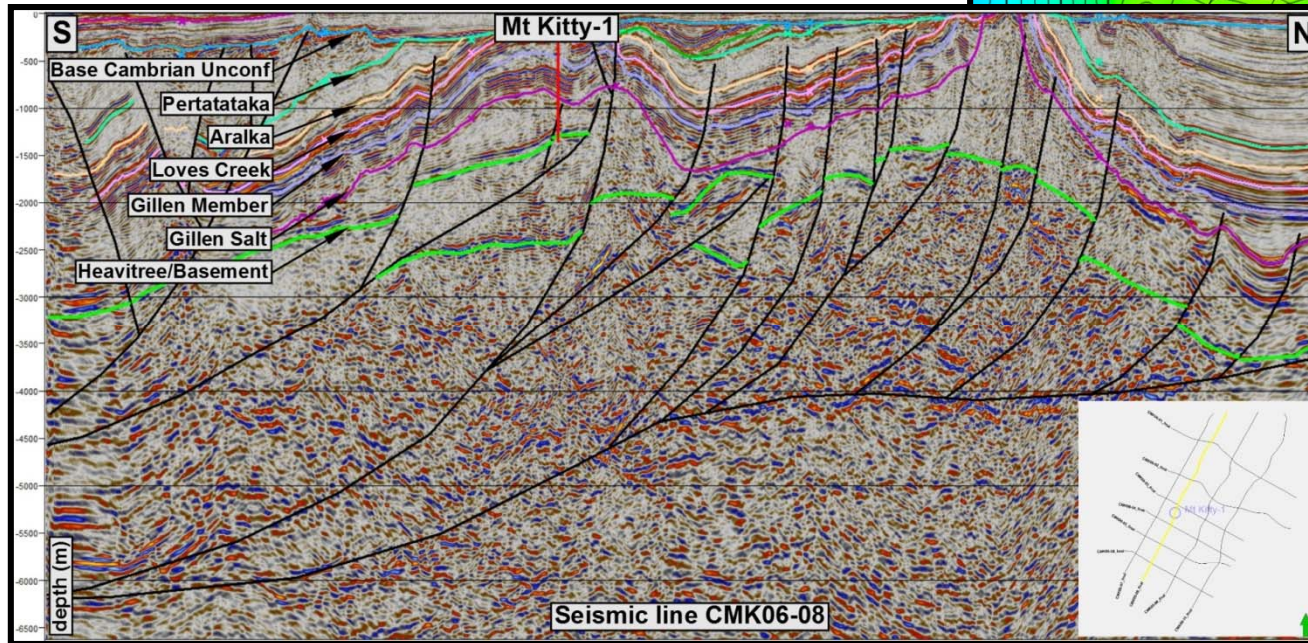 S
Mt Kitty-1
N
Base Cambrian Unconf
Pertatataka
Aralka
Loves Creek
Gillen Member
Gillen Salt
Heavitree/Basement
0
-500
-1000
-1500
-2000
-2500
-3000
-3500
-4000
-4500
-5000
-5500
-6000
-6500
depth (m)
Seismic line CMK06-08
Mt Kitty-1